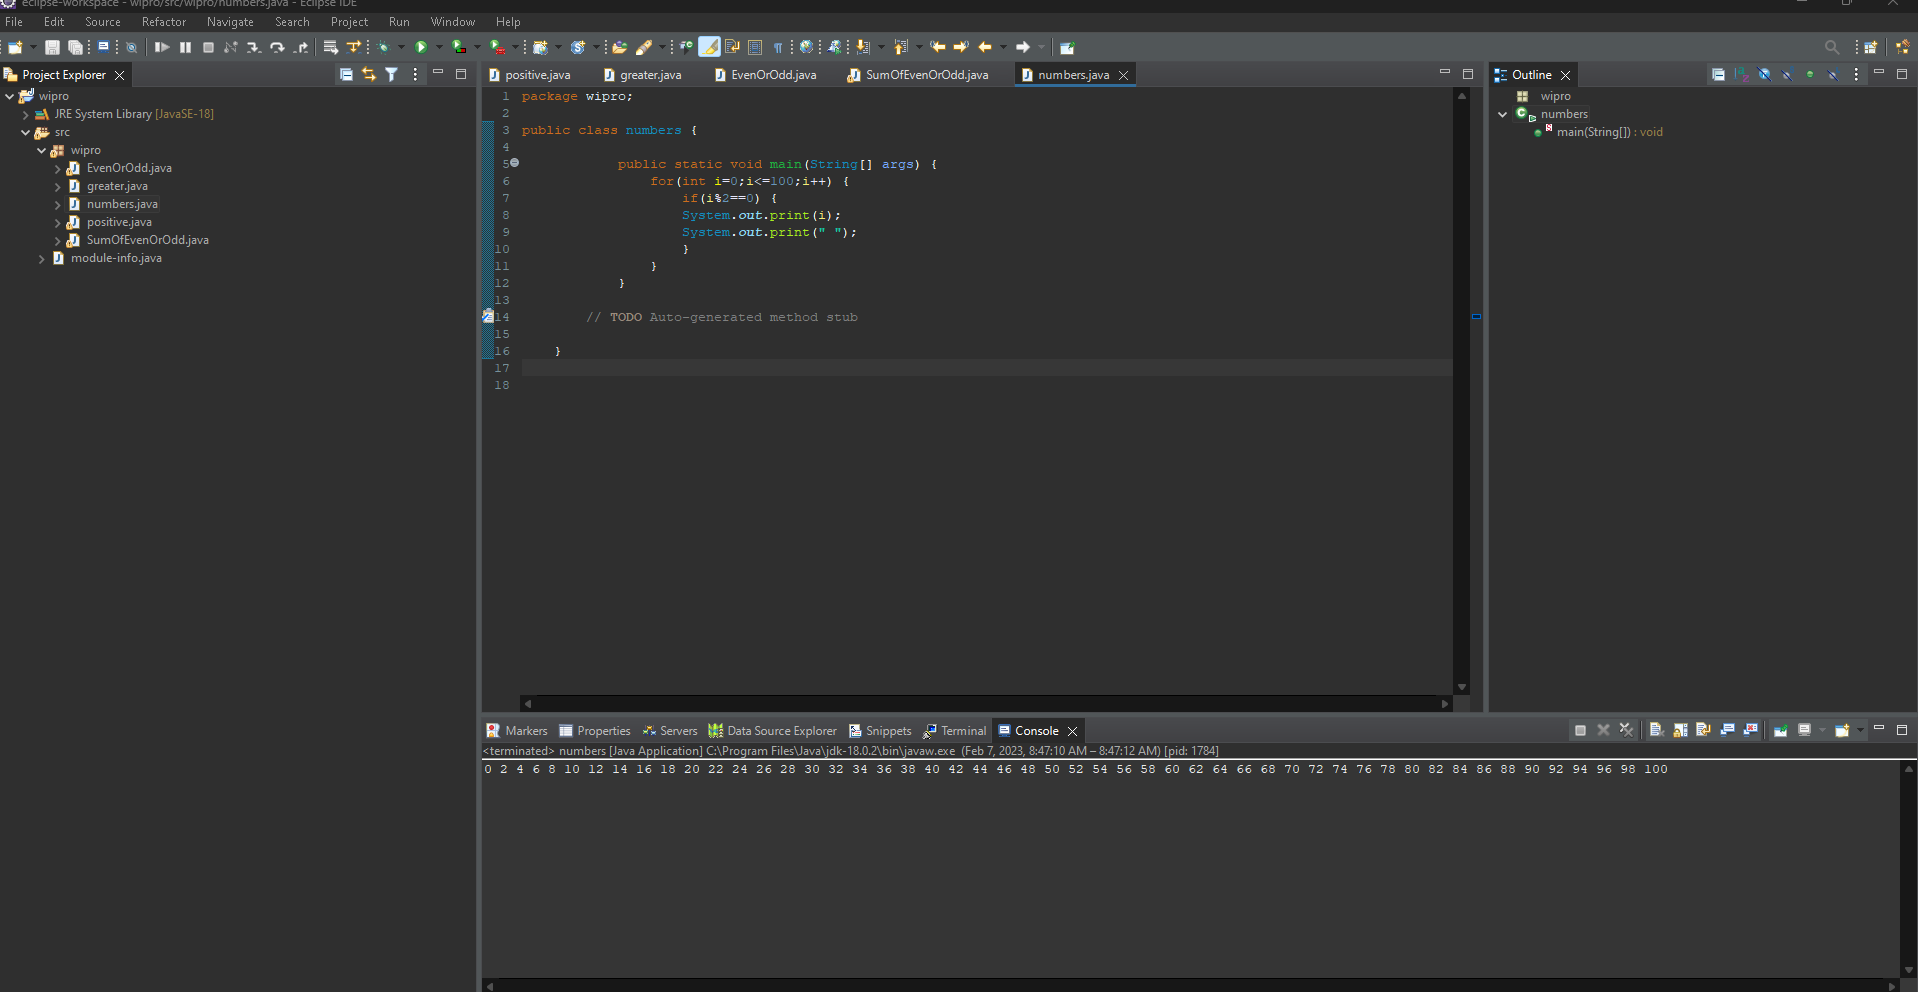 eclipse-workspace - wipro/src/wipro/numbers.java - Eclipse IDE
File Edit Source Refactor Navigate Search Project Run Window Help
Project Explorer
wipro
JRE System Library [JavaSE-18]
src
wipro
EvenOrOdd.java
greater.java
numbers.java
positive.java
SumOfEvenOrOdd.java
module-info.java
positive.java greater.java EvenOrOdd.java SumOfEvenOrOdd.java numbers.java
1 package wipro;
2
3 public class numbers {
4
5 public static void main(String[] args) {
6 for(int i=0;i<=100;i++) {
7 if(i%2==0) {
8 System.out.print(i);
9 System.out.print(" ");
10 }
11 }
12 }
13
14 // TODO Auto-generated method stub
15
16 }
17
18
Outline
wipro
numbers
main(String[]) : void
Markers Properties Servers Data Source Explorer Snippets Terminal Console
<terminated> numbers [Java Application] C:\Program Files\Java\jdk-18.0.2\bin\javaw.exe (Feb 7, 2023, 8:47:10 AM – 8:47:12 AM) [pid: 1784]
0 2 4 6 8 10 12 14 16 18 20 22 24 26 28 30 32 34 36 38 40 42 44 46 48 50 52 54 56 58 60 62 64 66 68 70 72 74 76 78 80 82 84 86 88 90 92 94 96 98 100